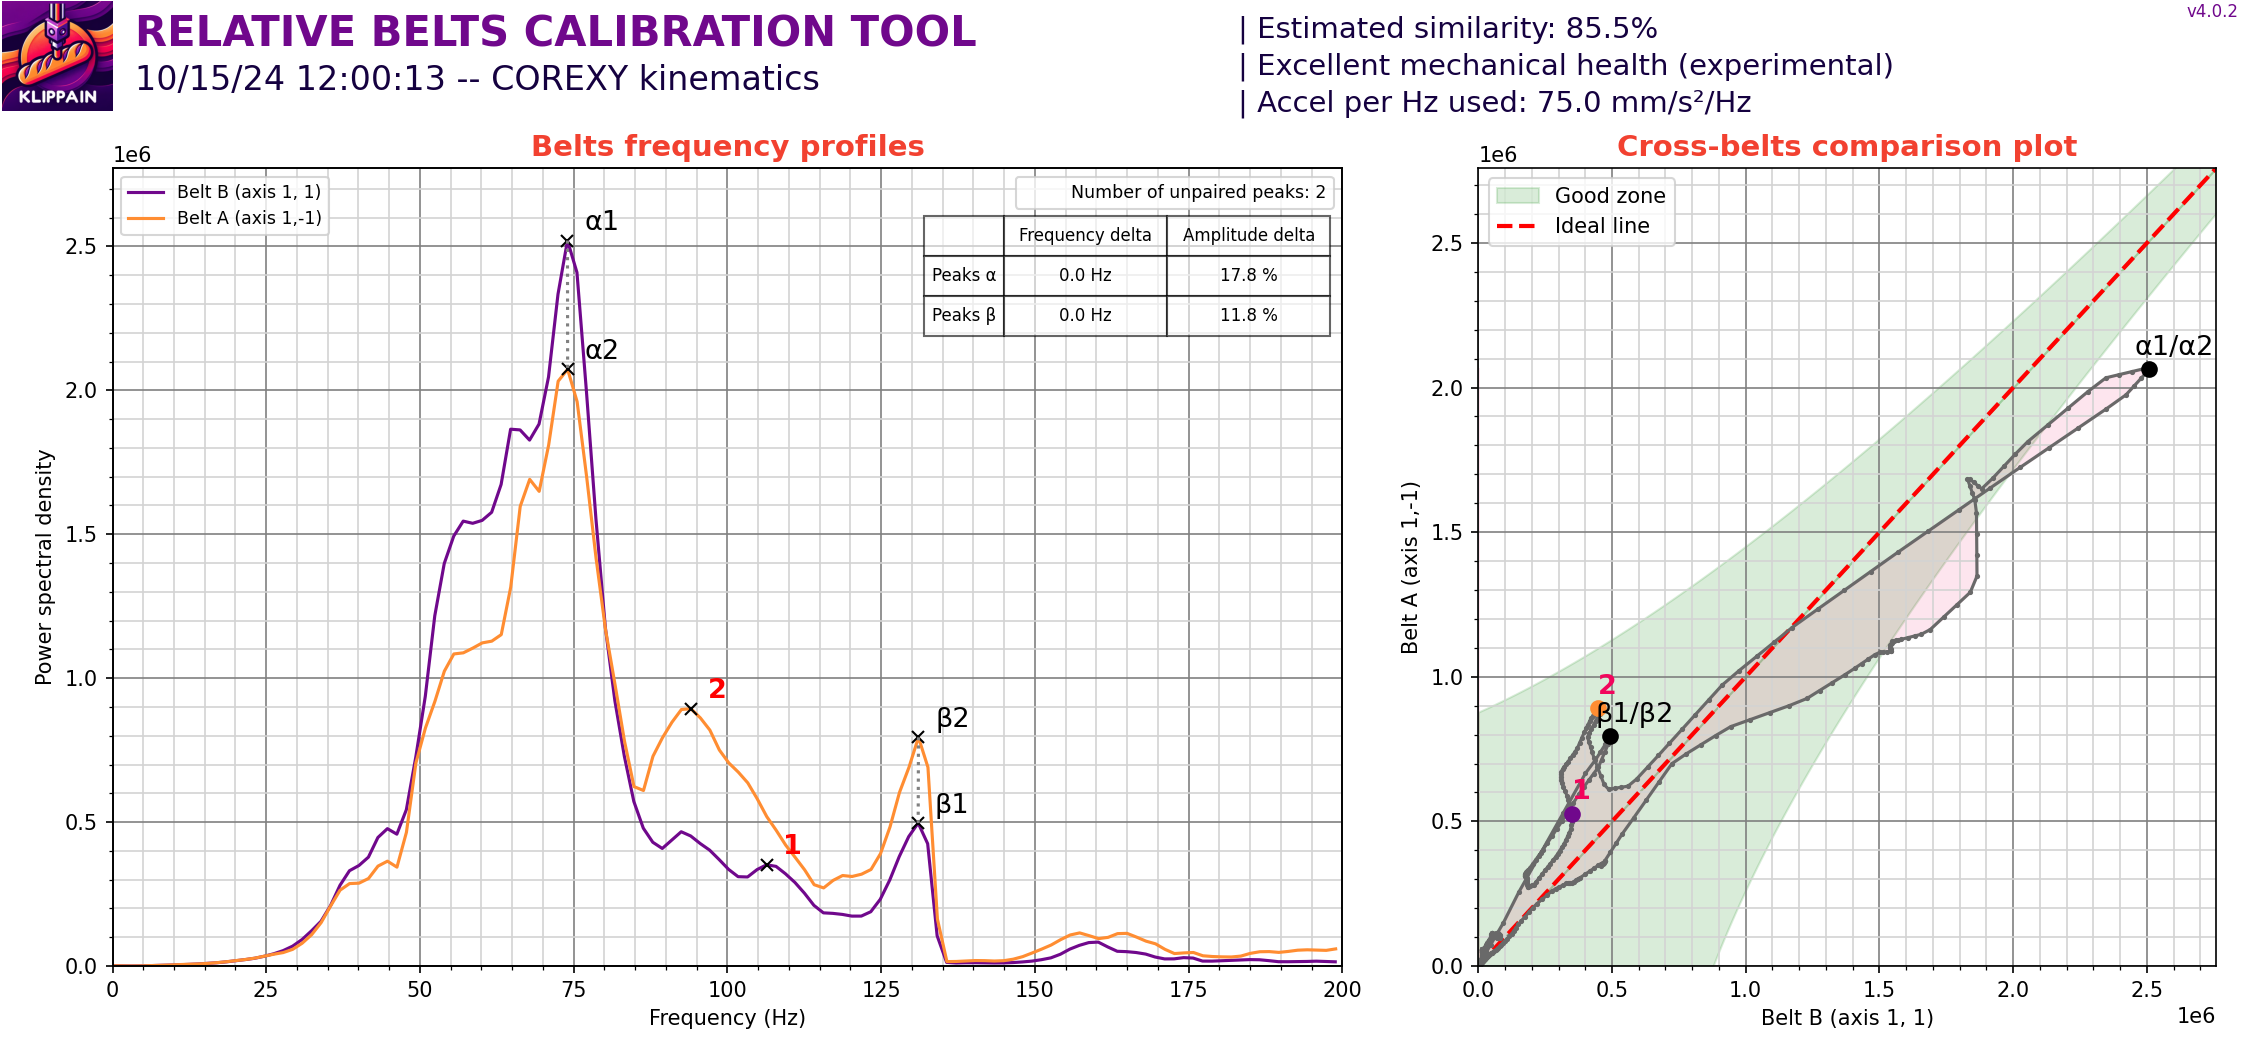 KLIPPAIN
RELATIVE BELTS CALIBRATION TOOL
10/15/24 12:00:13 -- COREXY kinematics
| Estimated similarity: 85.5%
| Excellent mechanical health (experimental)
| Accel per Hz used: 75.0 mm/s²/Hz
v4.0.2
Belts frequency profiles
1e6
Belt B (axis 1, 1)
Belt A (axis 1,-1)
Number of unpaired peaks: 2
Frequency delta Amplitude delta
Peaks α 0.0 Hz 17.8 %
Peaks β 0.0 Hz 11.8 %
α1
α2
2
1
β2
β1
2.5
2.0
1.5
1.0
0.5
0.0
Power spectral density
0 25 50 75 100 125 150 175 200
Frequency (Hz)
Cross-belts comparison plot
1e6
Good zone
Ideal line
α1/α2
2
β1/β2
1
2.5
2.0
1.5
1.0
0.5
0.0
Belt A (axis 1,-1)
0.0 0.5 1.0 1.5 2.0 2.5
Belt B (axis 1, 1)
1e6